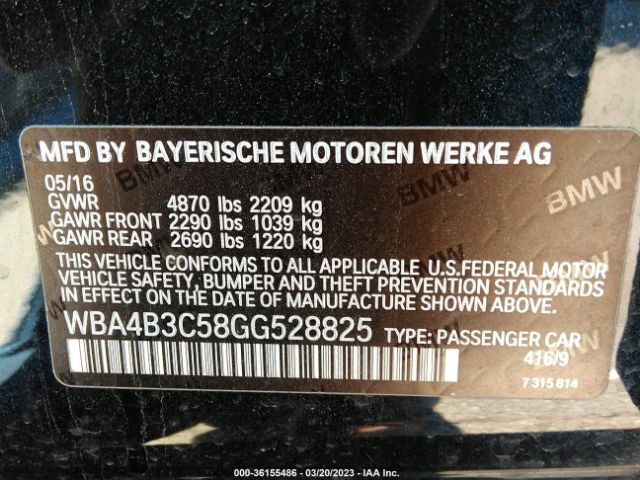 MFD BY BAYERISCHE MOTOREN WERKE AG
05/16
GVWR 4870 lbs 2209 kg
GAWR FRONT 2290 lbs 1039 kg
GAWR REAR 2690 lbs 1220 kg
THIS VEHICLE CONFORMS TO ALL APPLICABLE U.S.FEDERAL MOTOR
VEHICLE SAFETY, BUMPER AND THEFT PREVENTION STANDARDS
IN EFFECT ON THE DATE OF MANUFACTURE SHOWN ABOVE.
WBA4B3C58GG528825 TYPE: PASSENGER CAR
416/9
7 315 814
BMW
© COPART - 36155486 - 03/20/2023 - IAA Inc.